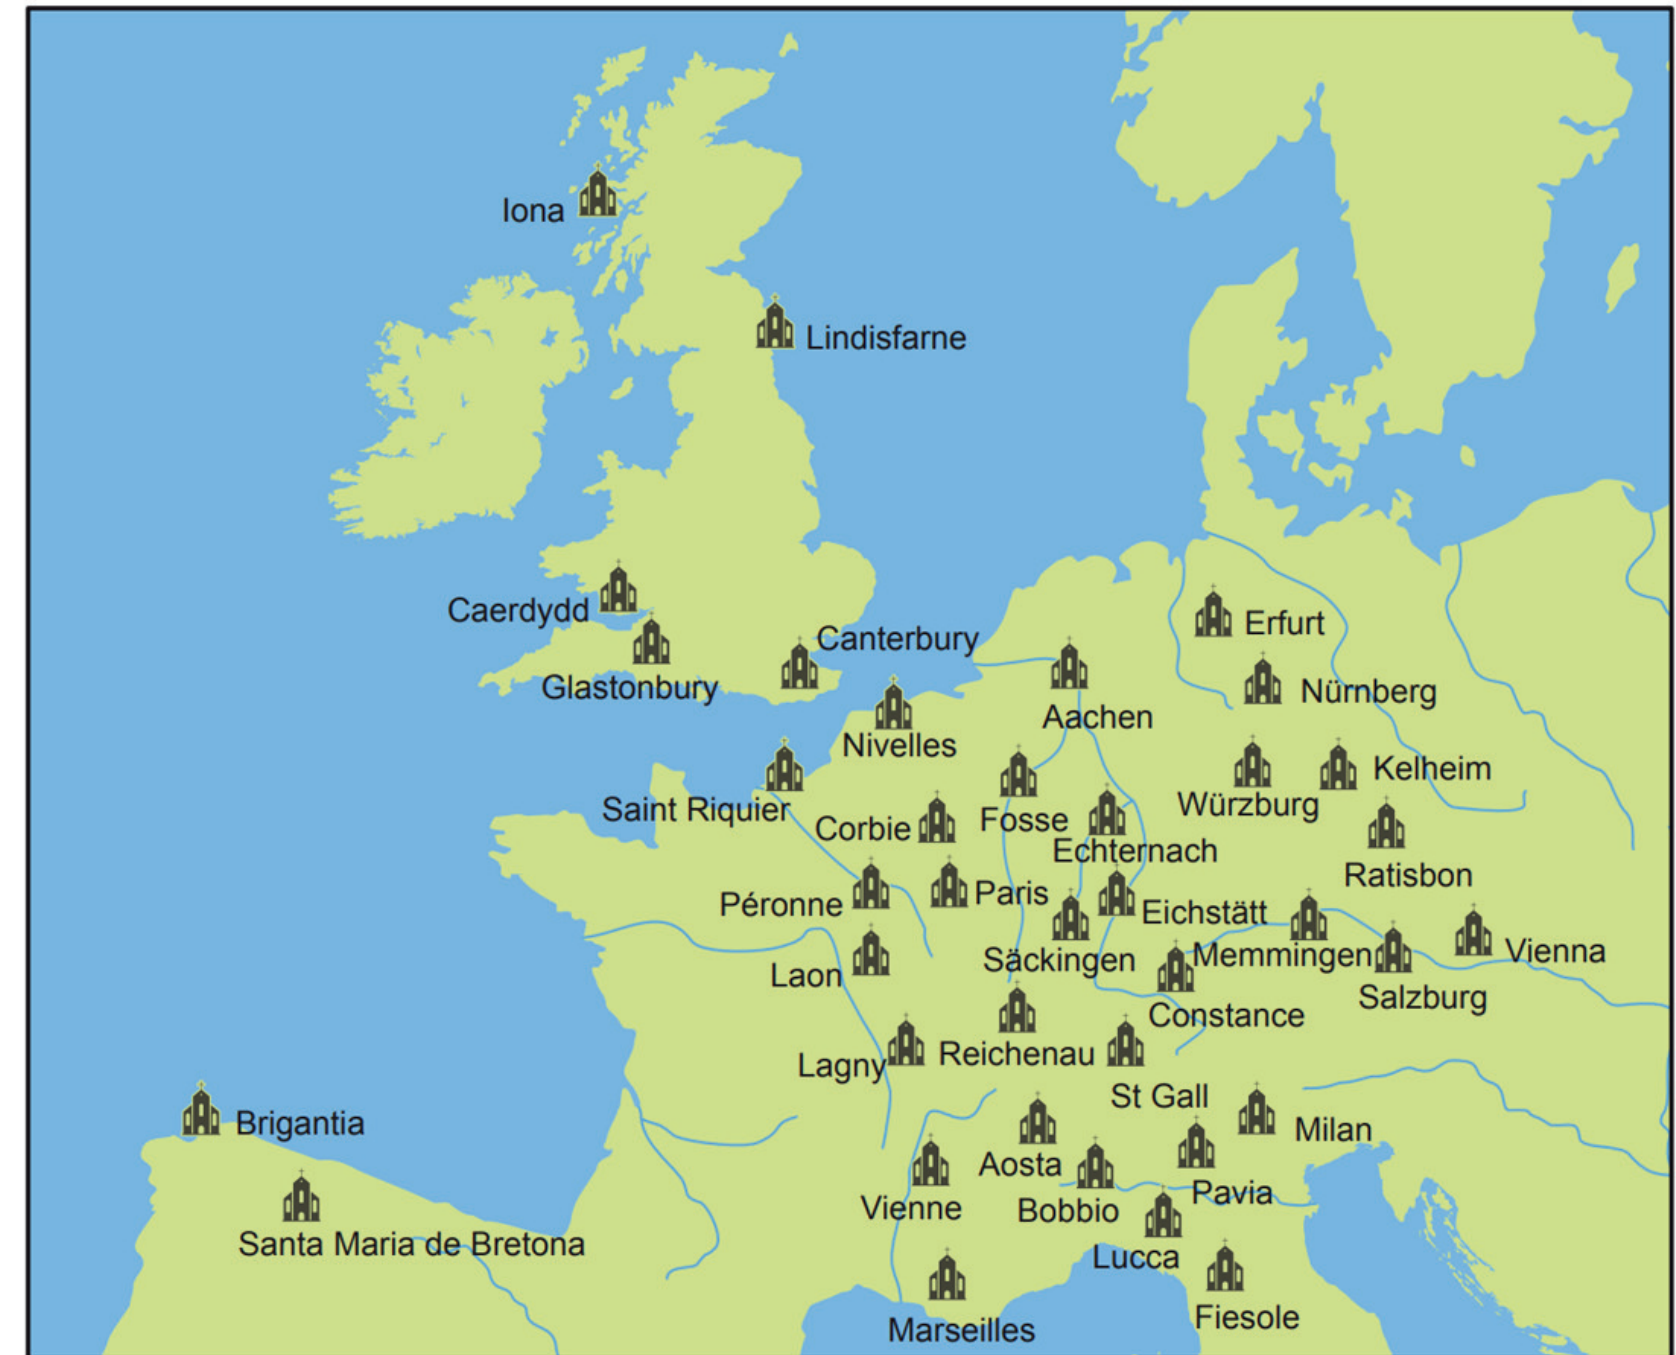 Iona
Lindisfarne
Caerdydd
Erfurt
Canterbury
Glastonbury
Nürnberg
Aachen
Nivelles
Kelheim
Saint Riquier
Würzburg
Corbie
Fosse
Echternach
Ratisbon
Péronne
Paris
Eichstätt
Säckingen
Memmingen
Vienna
Laon
Salzburg
Constance
Lagny
Reichenau
St Gall
Brigantia
Milan
Aosta
Pavia
Vienne
Bobbio
Santa Maria de Bretona
Lucca
Fiesole
Marseilles